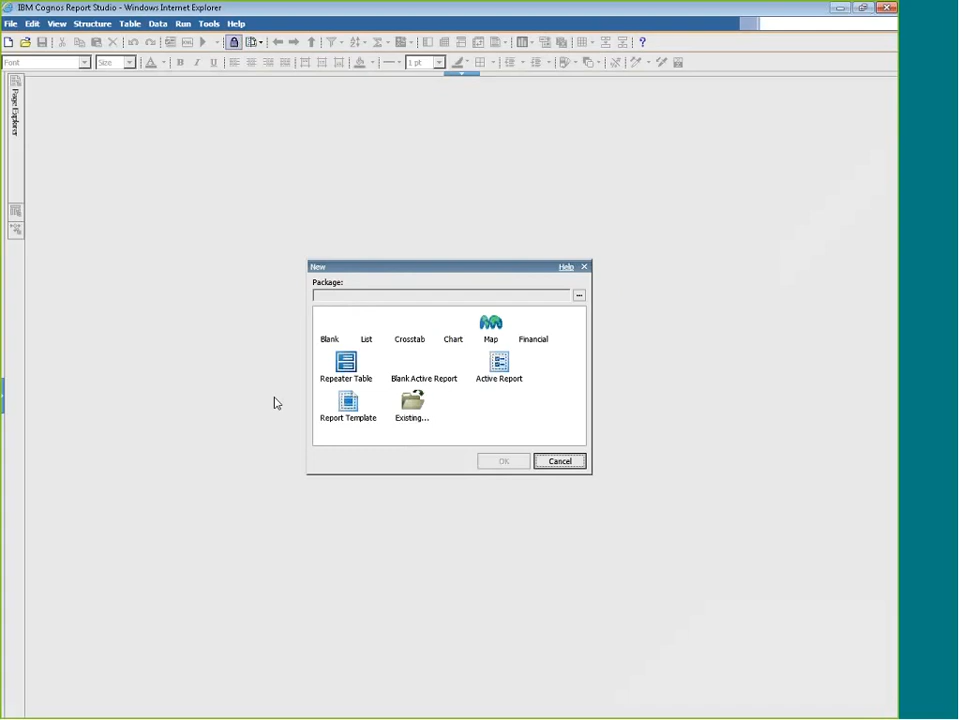 IBM Cognos Report Studio - Windows Internet Explorer
File Edit View Structure Table Data Run Tools Help
Font Size B I U 1 pt
Page Explorer
New Help
Package:
...
Blank List Crosstab Chart Map Financial
Repeater Table Blank Active Report Active Report
Report Template Existing...
OK Cancel